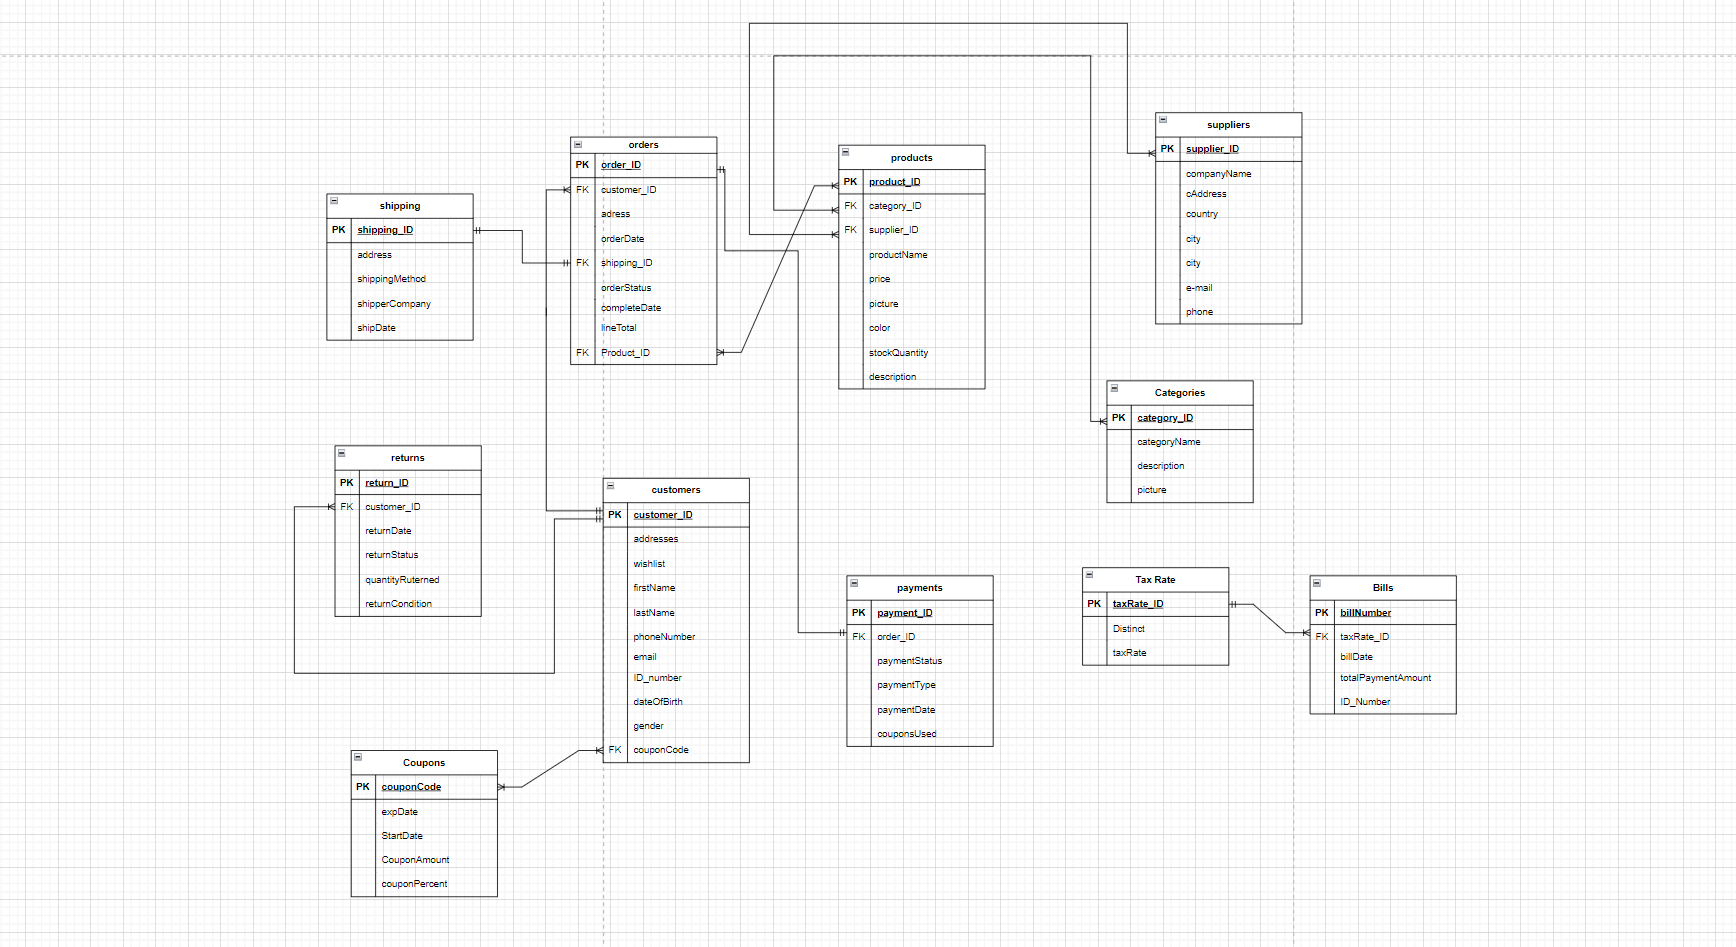 orders
PK order_ID
FK customer_ID
adress
orderDate
FK shipping_ID
orderStatus
completeDate
lineTotal
FK Product_ID
products
PK product_ID
FK category_ID
FK supplier_ID
productName
price
picture
color
stockQuantity
description
suppliers
PK supplier_ID
companyName
cAddress
country
city
city
e-mail
phone
shipping
PK shipping_ID
address
shippingMethod
shipperCompany
shipDate
Categories
PK category_ID
categoryName
description
picture
returns
PK return_ID
FK customer_ID
returnDate
returnStatus
quantityRuterned
returnCondition
customers
PK customer_ID
addresses
wishlist
firstName
lastName
phoneNumber
email
ID_number
dateOfBirth
gender
FK couponCode
payments
PK payment_ID
FK order_ID
paymentStatus
paymentType
paymentDate
couponsUsed
Tax Rate
PK taxRate_ID
Distinct
taxRate
Bills
PK billNumber
FK taxRate_ID
billDate
totalPaymentAmount
ID_Number
Coupons
PK couponCode
expDate
StartDate
CouponAmount
couponPercent